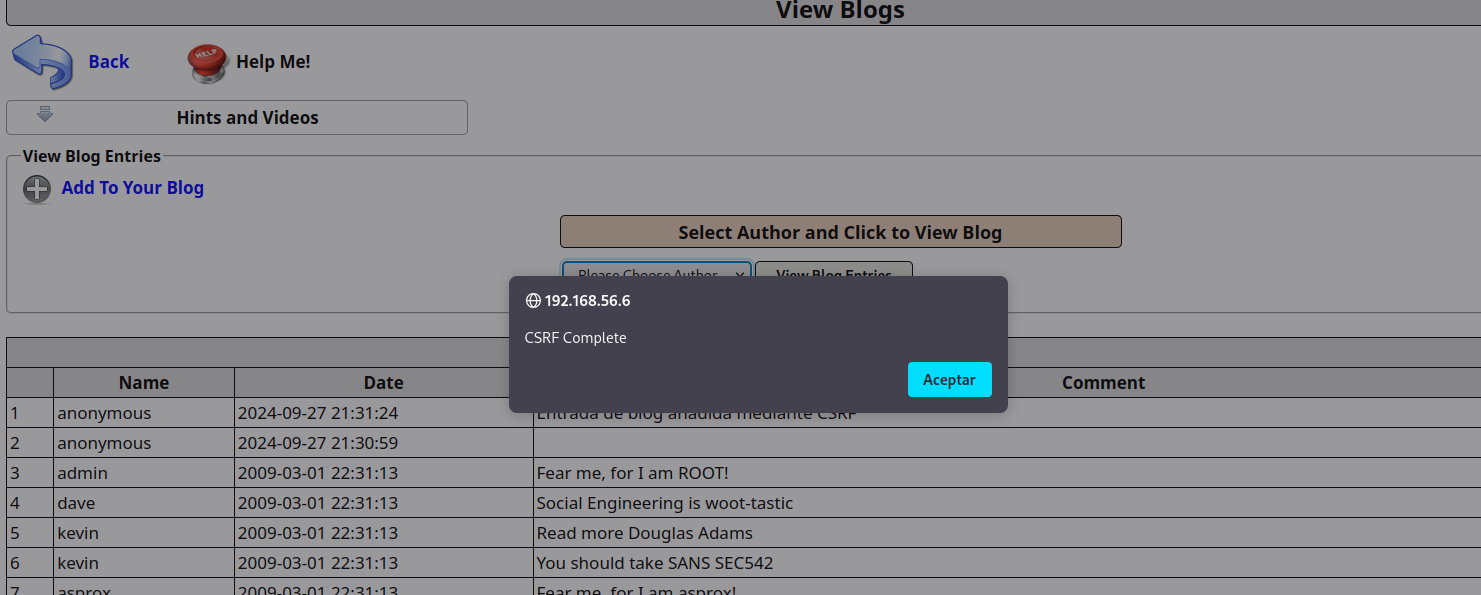 View Blogs
Back
HELP
Help Me!
Hints and Videos
View Blog Entries
Add To Your Blog
Select Author and Click to View Blog
Please Choose Author
View Blog Entries
192.168.56.6
CSRF Complete
Aceptar
Name Date Comment
1 anonymous 2024-09-27 21:31:24 Entrada de blog añadida mediante CSRF
2 anonymous 2024-09-27 21:30:59
3 admin 2009-03-01 22:31:13 Fear me, for I am ROOT!
4 dave 2009-03-01 22:31:13 Social Engineering is woot-tastic
5 kevin 2009-03-01 22:31:13 Read more Douglas Adams
6 kevin 2009-03-01 22:31:13 You should take SANS SEC542
7 asprox 2009-03-01 22:31:13 Fear me, for I am asprox!